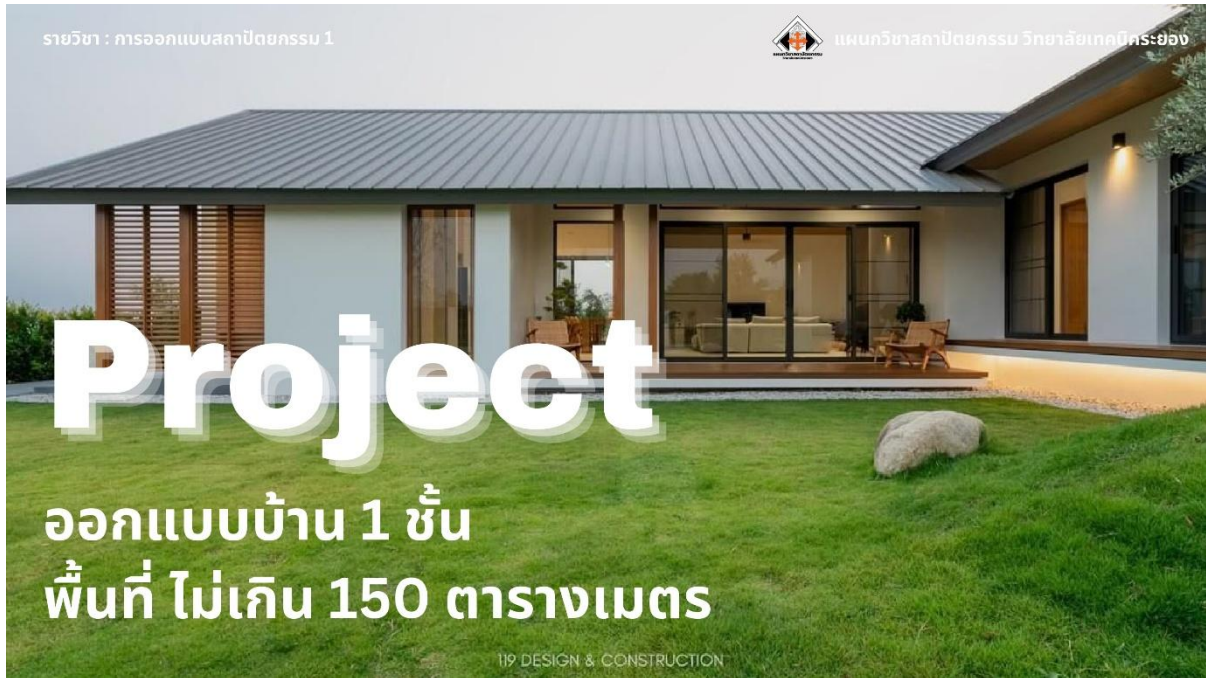 รายวิชา : การออกแบบสถาปัตยกรรม 1
แผนกวิชาสถาปัตยกรรม วิทยาลัยเทคนิคระยอง
Project
ออกแบบบ้าน 1 ชั้น
พื้นที่ ไม่เกิน 150 ตารางเมตร
119 DESIGN & CONSTRUCTION